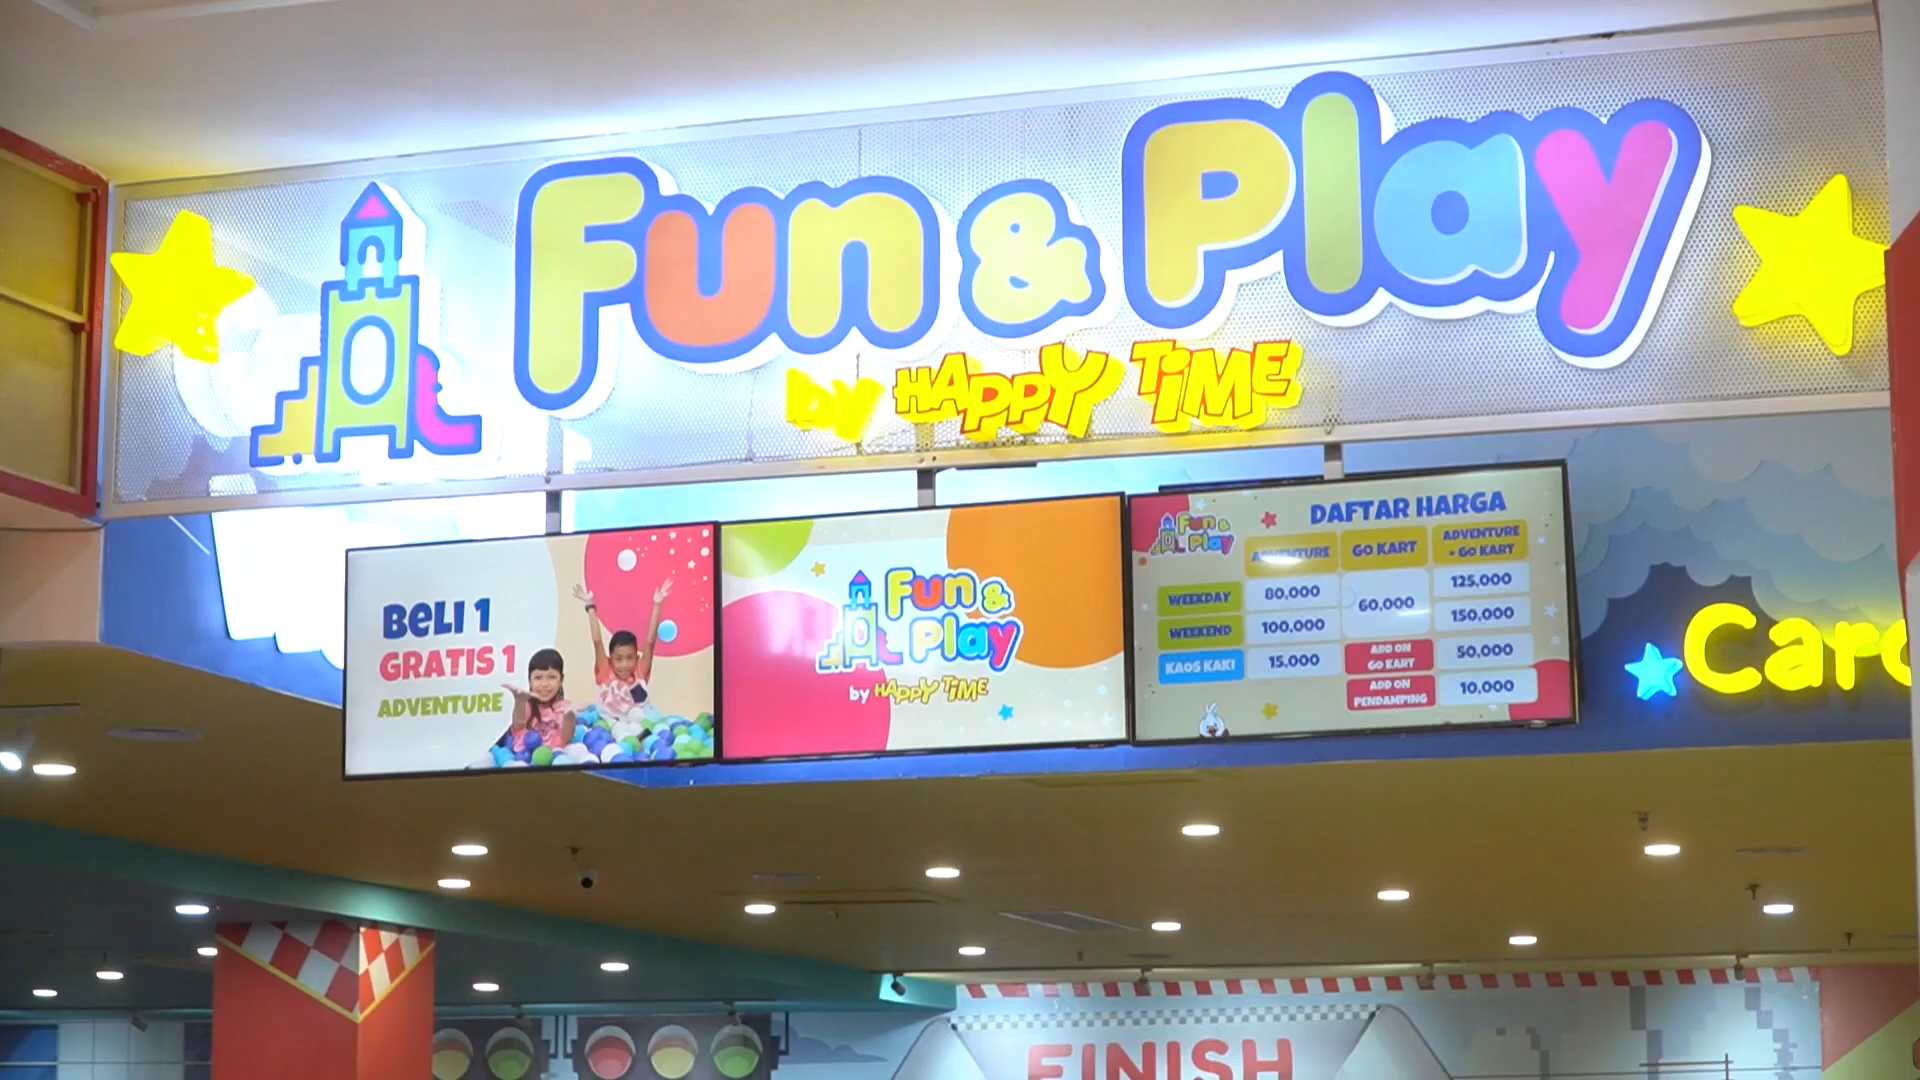 Fun & Play
by HAPPY TIME
BELI 1
GRATIS 1
ADVENTURE
Fun &
Play
by HAPPY TIME
Fun &
Play
DAFTAR HARGA
ADVENTURE GO KART ADVENTURE + GO KART
WEEKDAY 80,000 60,000 125,000
WEEKEND 100,000 150,000
KAOS KAKI 15,000 ADD ON GO KART 50,000
ADD ON PENDAMPING 10,000
Caro
FINISH